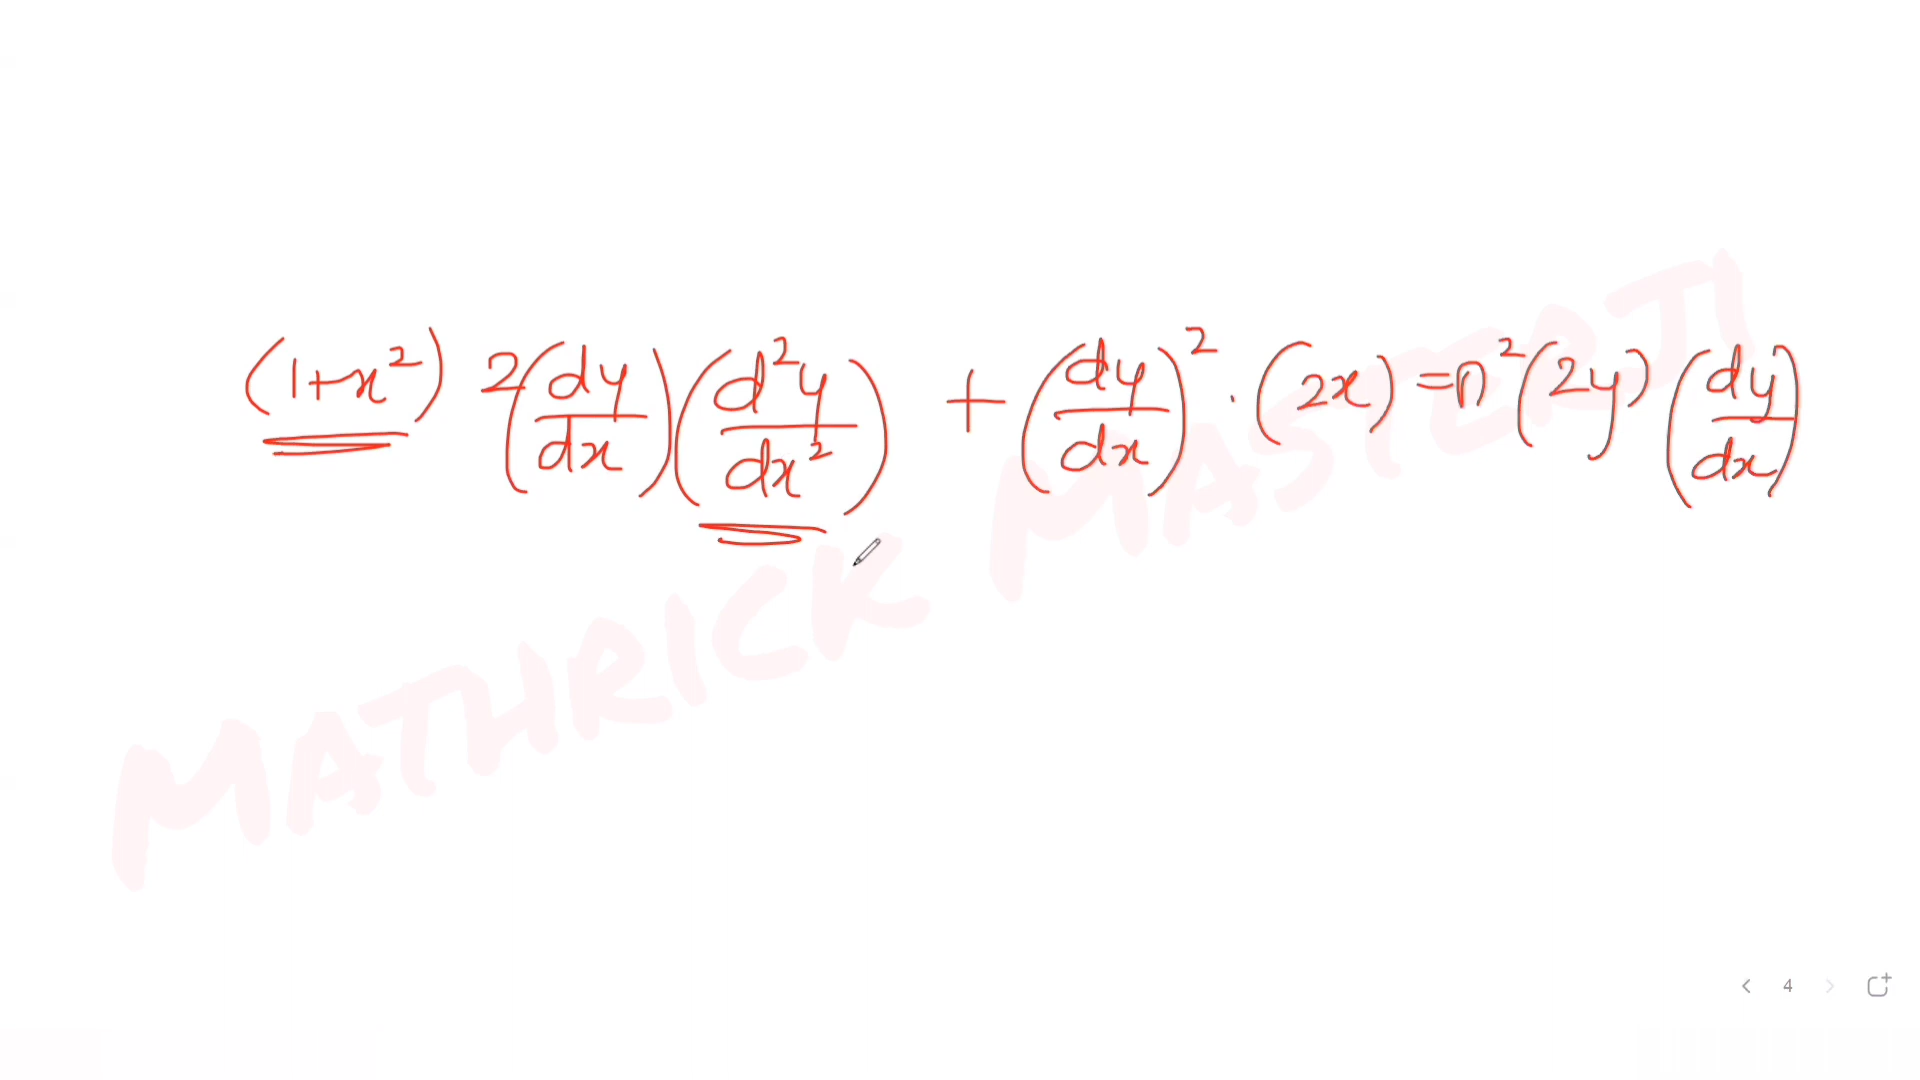 (1+x²) 2(dy/dx)(d²y/dx²) + (dy/dx)² · (2x) = n²(2y)(dy/dx)
MATHRICK MASTERJI
4